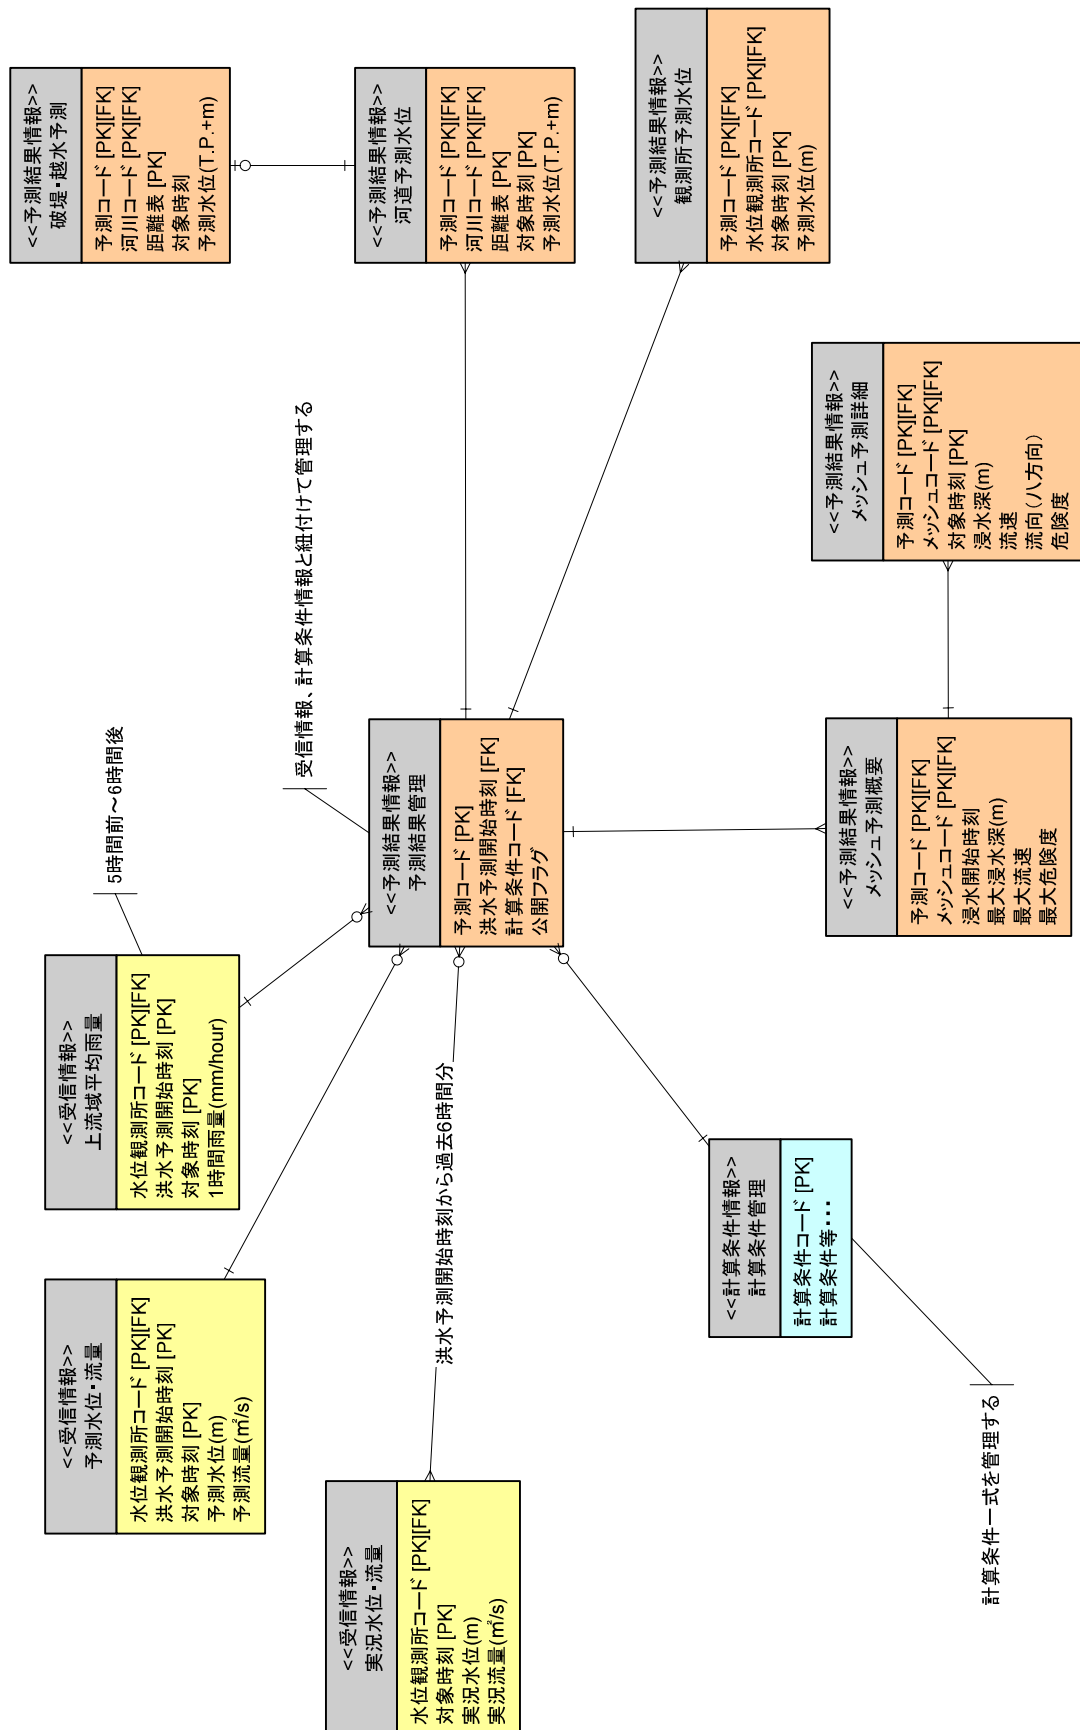 <<受信情報>>
実況水位・流量
水位観測所コード [PK][FK]
対象時刻 [PK]
実況水位(m)
実況流量(㎥/s)
<<受信情報>>
予測水位・流量
水位観測所コード [PK][FK]
洪水予測開始時刻 [PK]
対象時刻 [PK]
予測水位(m)
予測流量(㎥/s)
<<受信情報>>
上流域平均雨量
水位観測所コード [PK][FK]
洪水予測開始時刻 [PK]
対象時刻 [PK]
1時間雨量(mm/hour)
5時間前～6時間後
洪水予測開始時刻から過去6時間分
<<計算条件情報>>
計算条件管理
計算条件コード [PK]
計算条件等・・・
計算条件一式を管理する
受信情報、計算条件情報と紐付けて管理する
<<予測結果情報>>
予測結果管理
予測コード [PK]
洪水予測開始時刻 [FK]
計算条件コード [FK]
公開フラグ
<<予測結果情報>>
破堤・越水予測
予測コード [PK][FK]
河川コード [PK][FK]
距離表 [PK]
対象時刻
予測水位(T.P.+m)
<<予測結果情報>>
河道予測水位
予測コード [PK][FK]
河川コード [PK][FK]
距離表 [PK]
対象時刻 [PK]
予測水位(T.P.+m)
<<予測結果情報>>
観測所予測水位
予測コード [PK][FK]
水位観測所コード [PK][FK]
対象時刻 [PK]
予測水位(m)
<<予測結果情報>>
メッシュ予測概要
予測コード [PK][FK]
メッシュコード [PK][FK]
浸水開始時刻
最大浸水深(m)
最大流速
最大危険度
<<予測結果情報>>
メッシュ予測詳細
予測コード [PK][FK]
メッシュコード [PK][FK]
対象時刻 [PK]
浸水深(m)
流速
流向(八方向)
危険度